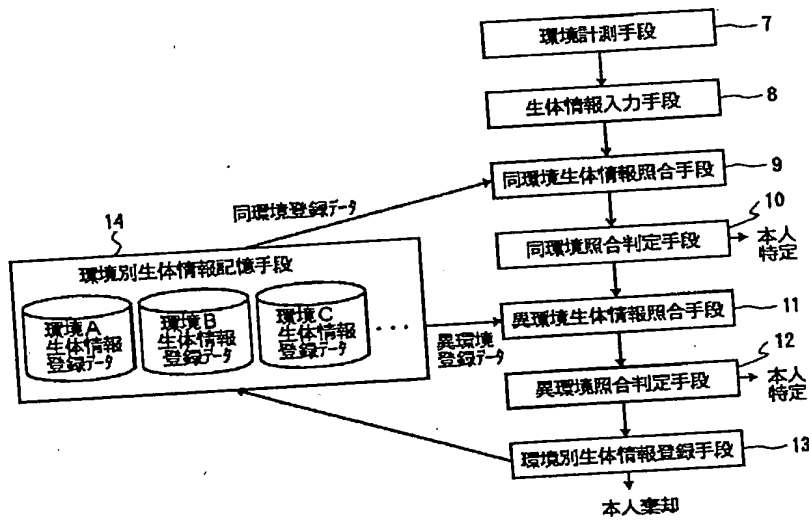 環境計測手段
7
生体情報入力手段
8
同環境生体情報照合手段
9
同環境登録データ
10
同環境照合判定手段
本人
特定
14
環境別生体情報記憶手段
環境A
生体情報
登録データ
環境B
生体情報
登録データ
環境C
生体情報
登録データ
・・・
異環境
登録データ
異環境生体情報照合手段
11
12
異環境照合判定手段
本人
特定
環境別生体情報登録手段
13
本人棄却